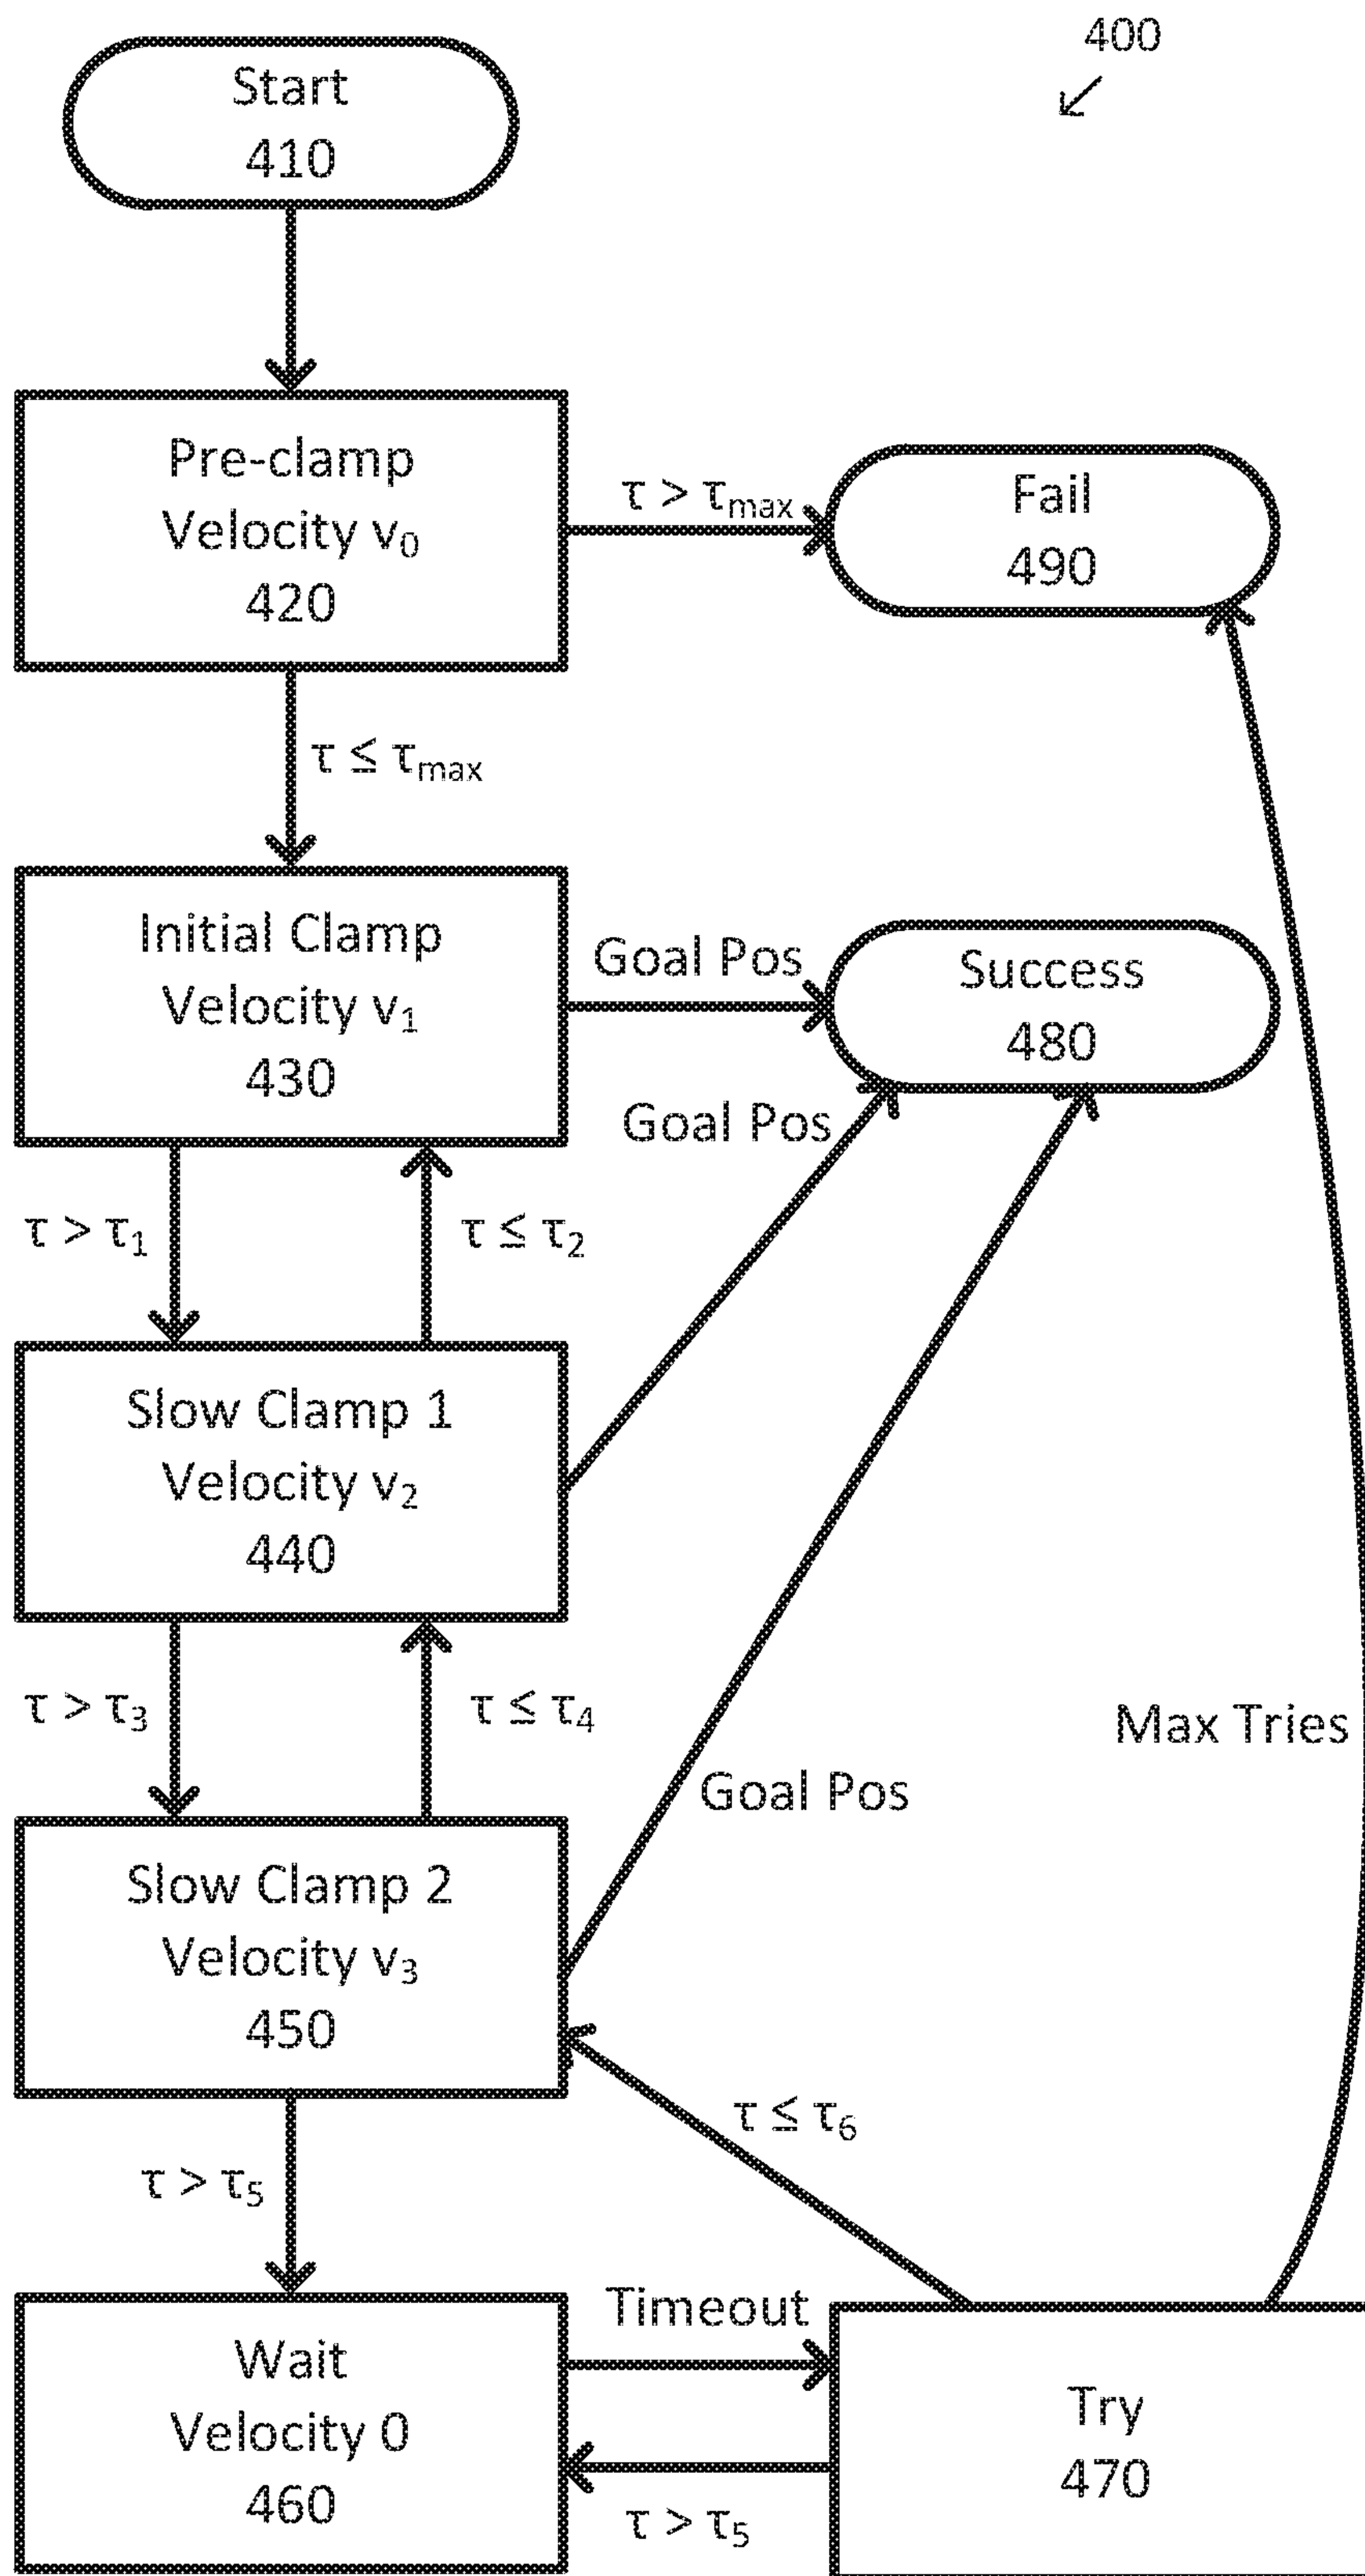 400
Start
410
Pre-clamp
Velocity v₀
420
τ > τₘₐₓ
Fail
490
τ ≤ τₘₐₓ
Initial Clamp
Velocity v₁
430
Goal Pos
Success
480
Goal Pos
τ > τ₁
τ ≤ τ₂
Slow Clamp 1
Velocity v₂
440
τ > τ₃
τ ≤ τ₄
Max Tries
Goal Pos
Slow Clamp 2
Velocity v₃
450
τ ≤ τ₆
τ > τ₅
Timeout
Wait
Velocity 0
460
Try
470
τ > τ₅